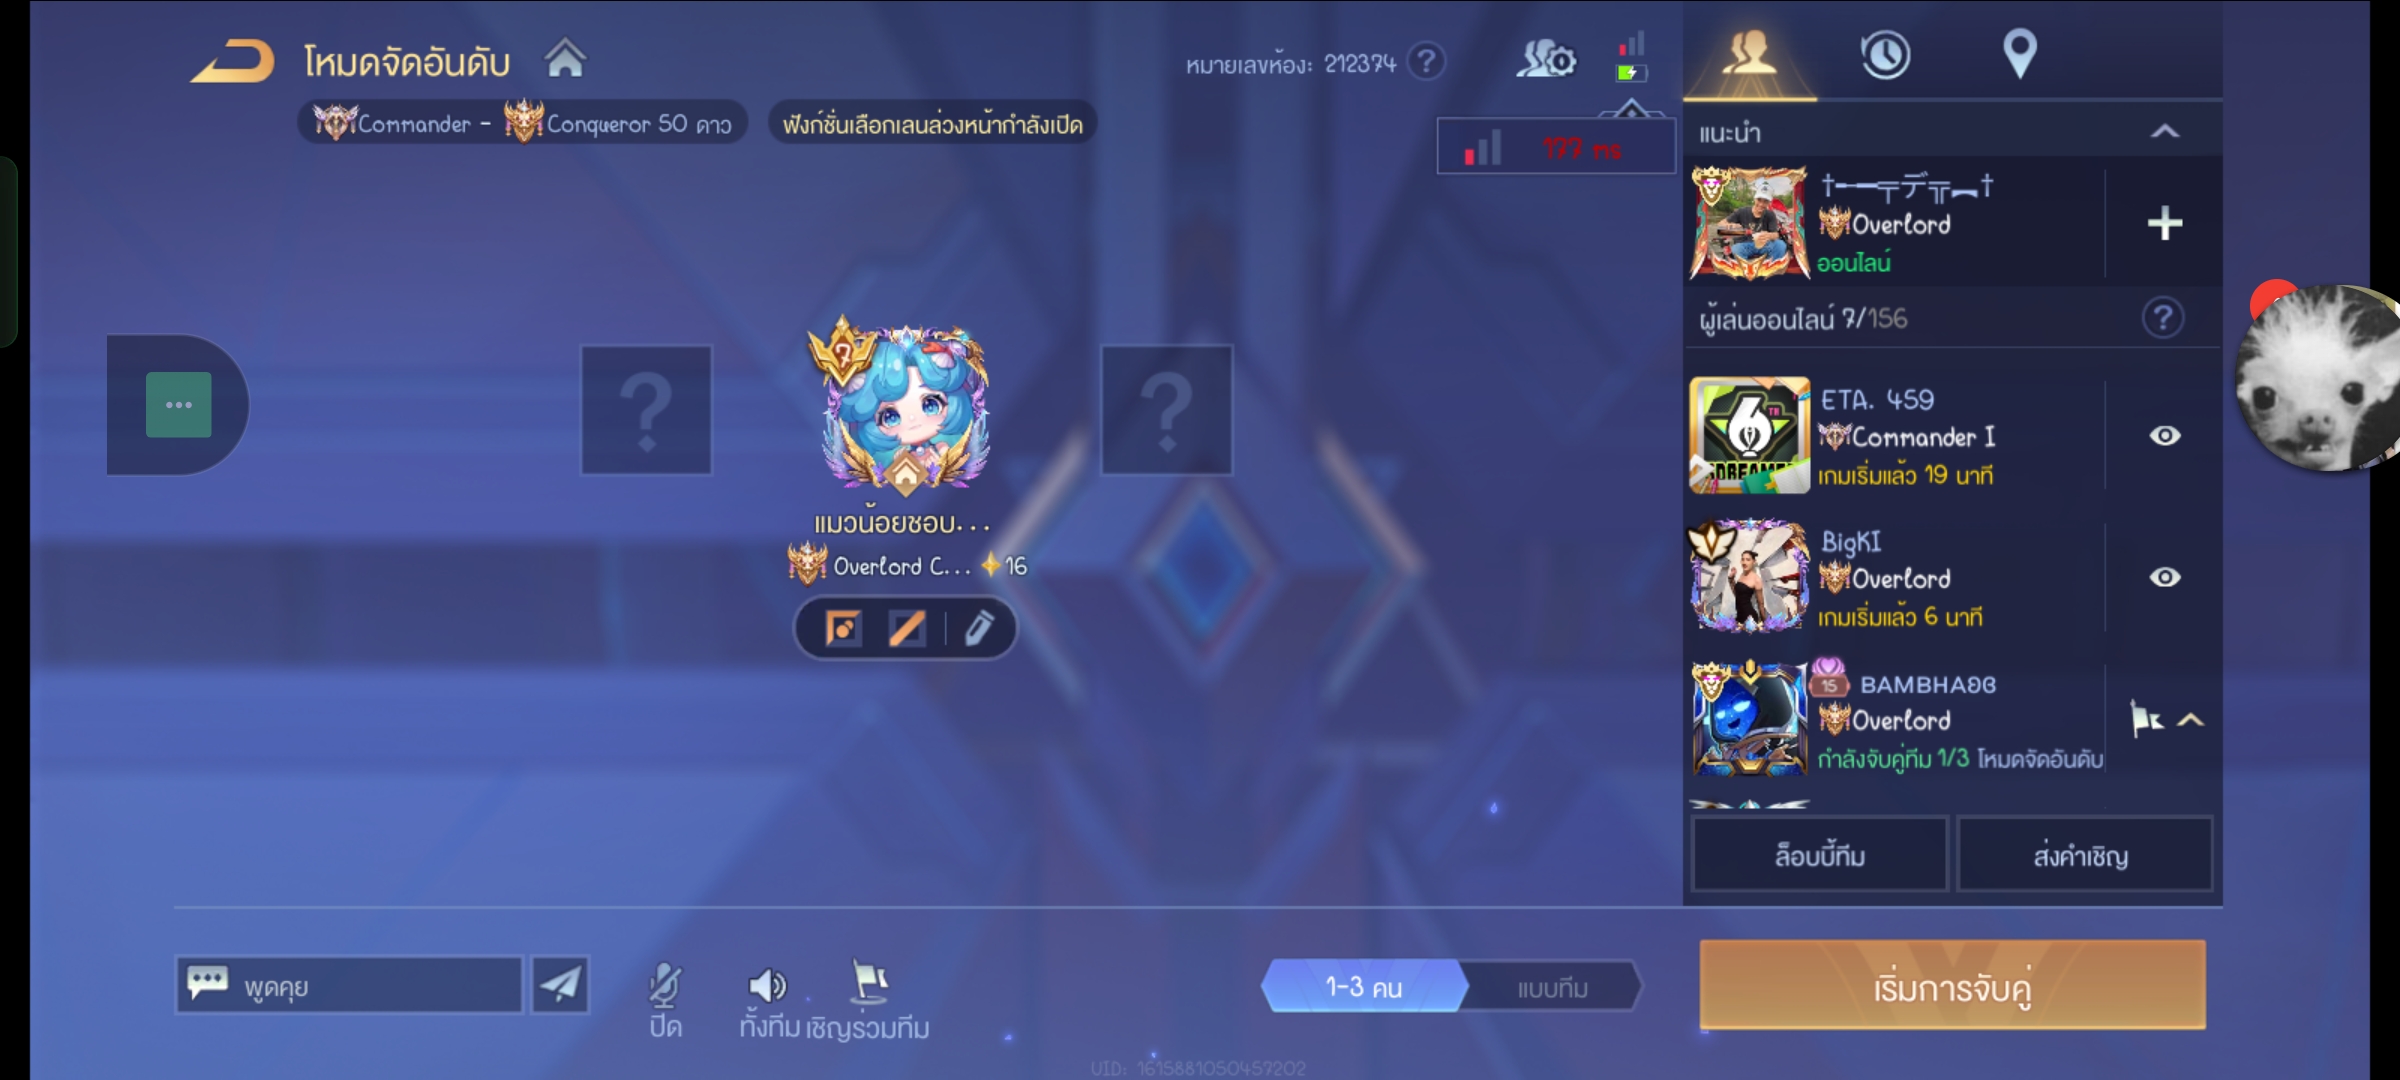 โหมดจัดอันดับ
Commander - Conqueror 50 ดาว
ฟังก์ชั่นเลือกเลนล่วงหน้ากำลังเปิด
หมายเลขห้อง: 212374 ?
177 ms
แนะนำ
Overlord
ออนไลน์
ผู้เล่นออนไลน์ 7/156 ?
ETA. 459
Commander I
เกมเริ่มแล้ว 19 นาที
6TH
BigKI
Overlord
เกมเริ่มแล้ว 6 นาที
15
Overlord
กำลังจับคู่ทีม 1/3 โหมดจัดอันดับ
ล็อบบี้ทีม
ส่งคำเชิญ
?
7
?
แมวน้อยชอบ...
Overlord C... 16
พูดคุย
ปิด
ทั้งทีม
เชิญร่วมทีม
1-3 คน
แบบทีม
เริ่มการจับคู่
UID: 1615881050457202